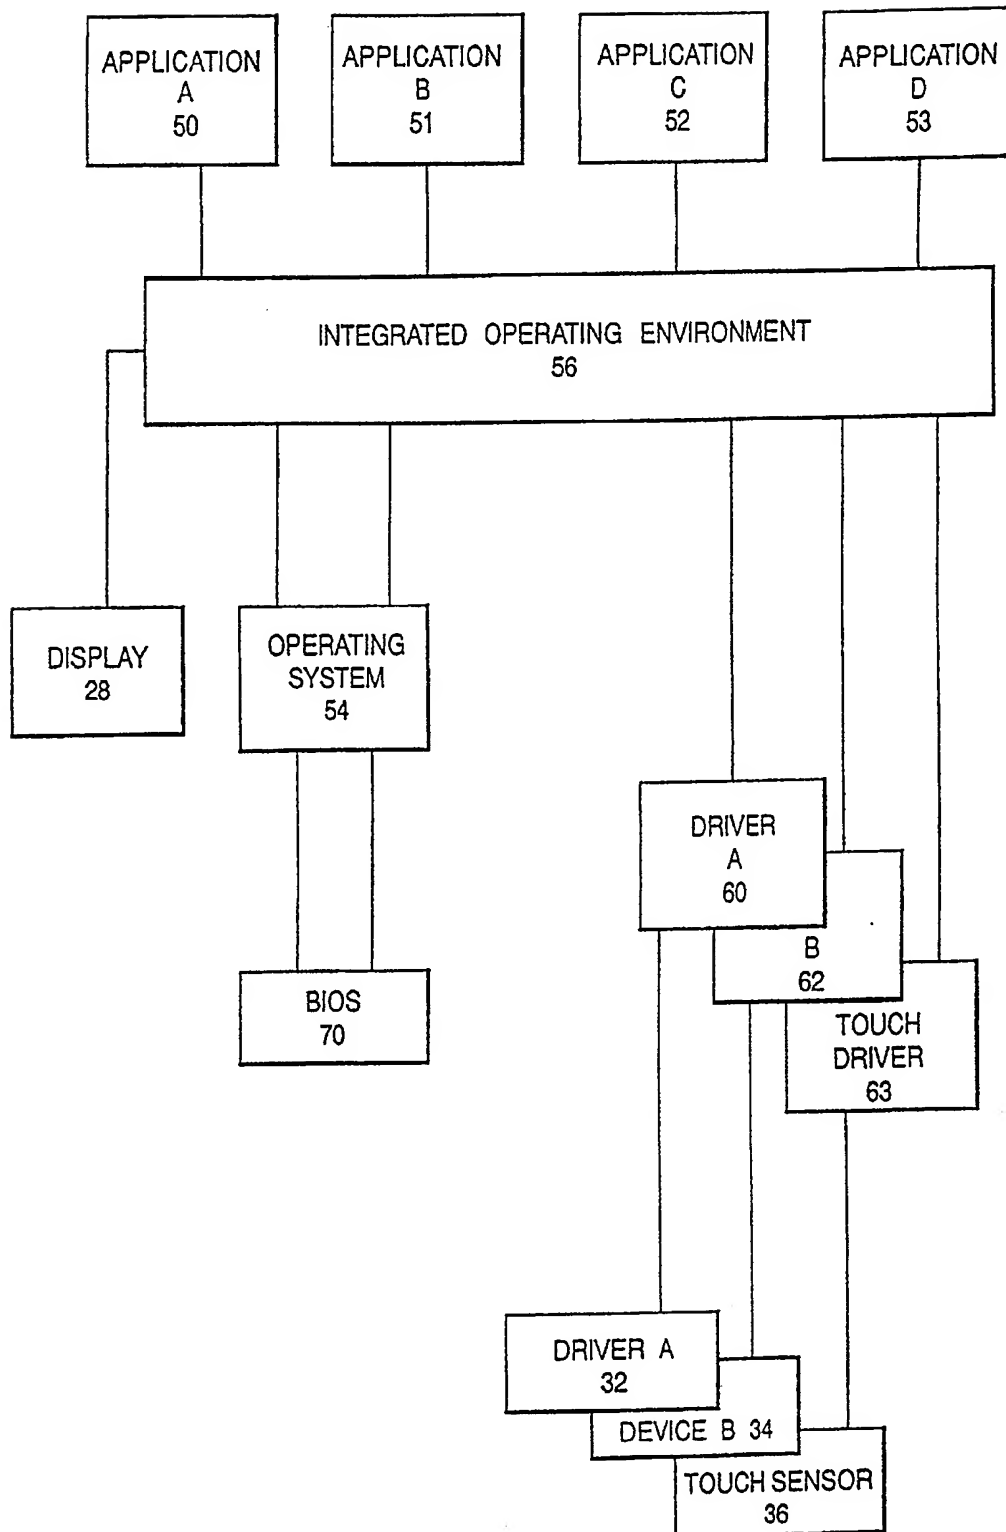 APPLICATION
A
50
APPLICATION
B
51
APPLICATION
C
52
APPLICATION
D
53
INTEGRATED OPERATING ENVIRONMENT
56
DISPLAY
28
OPERATING
SYSTEM
54
DRIVER
A
60
B
62
BIOS
70
TOUCH
DRIVER
63
DRIVER A
32
DEVICE B 34
TOUCH SENSOR
36